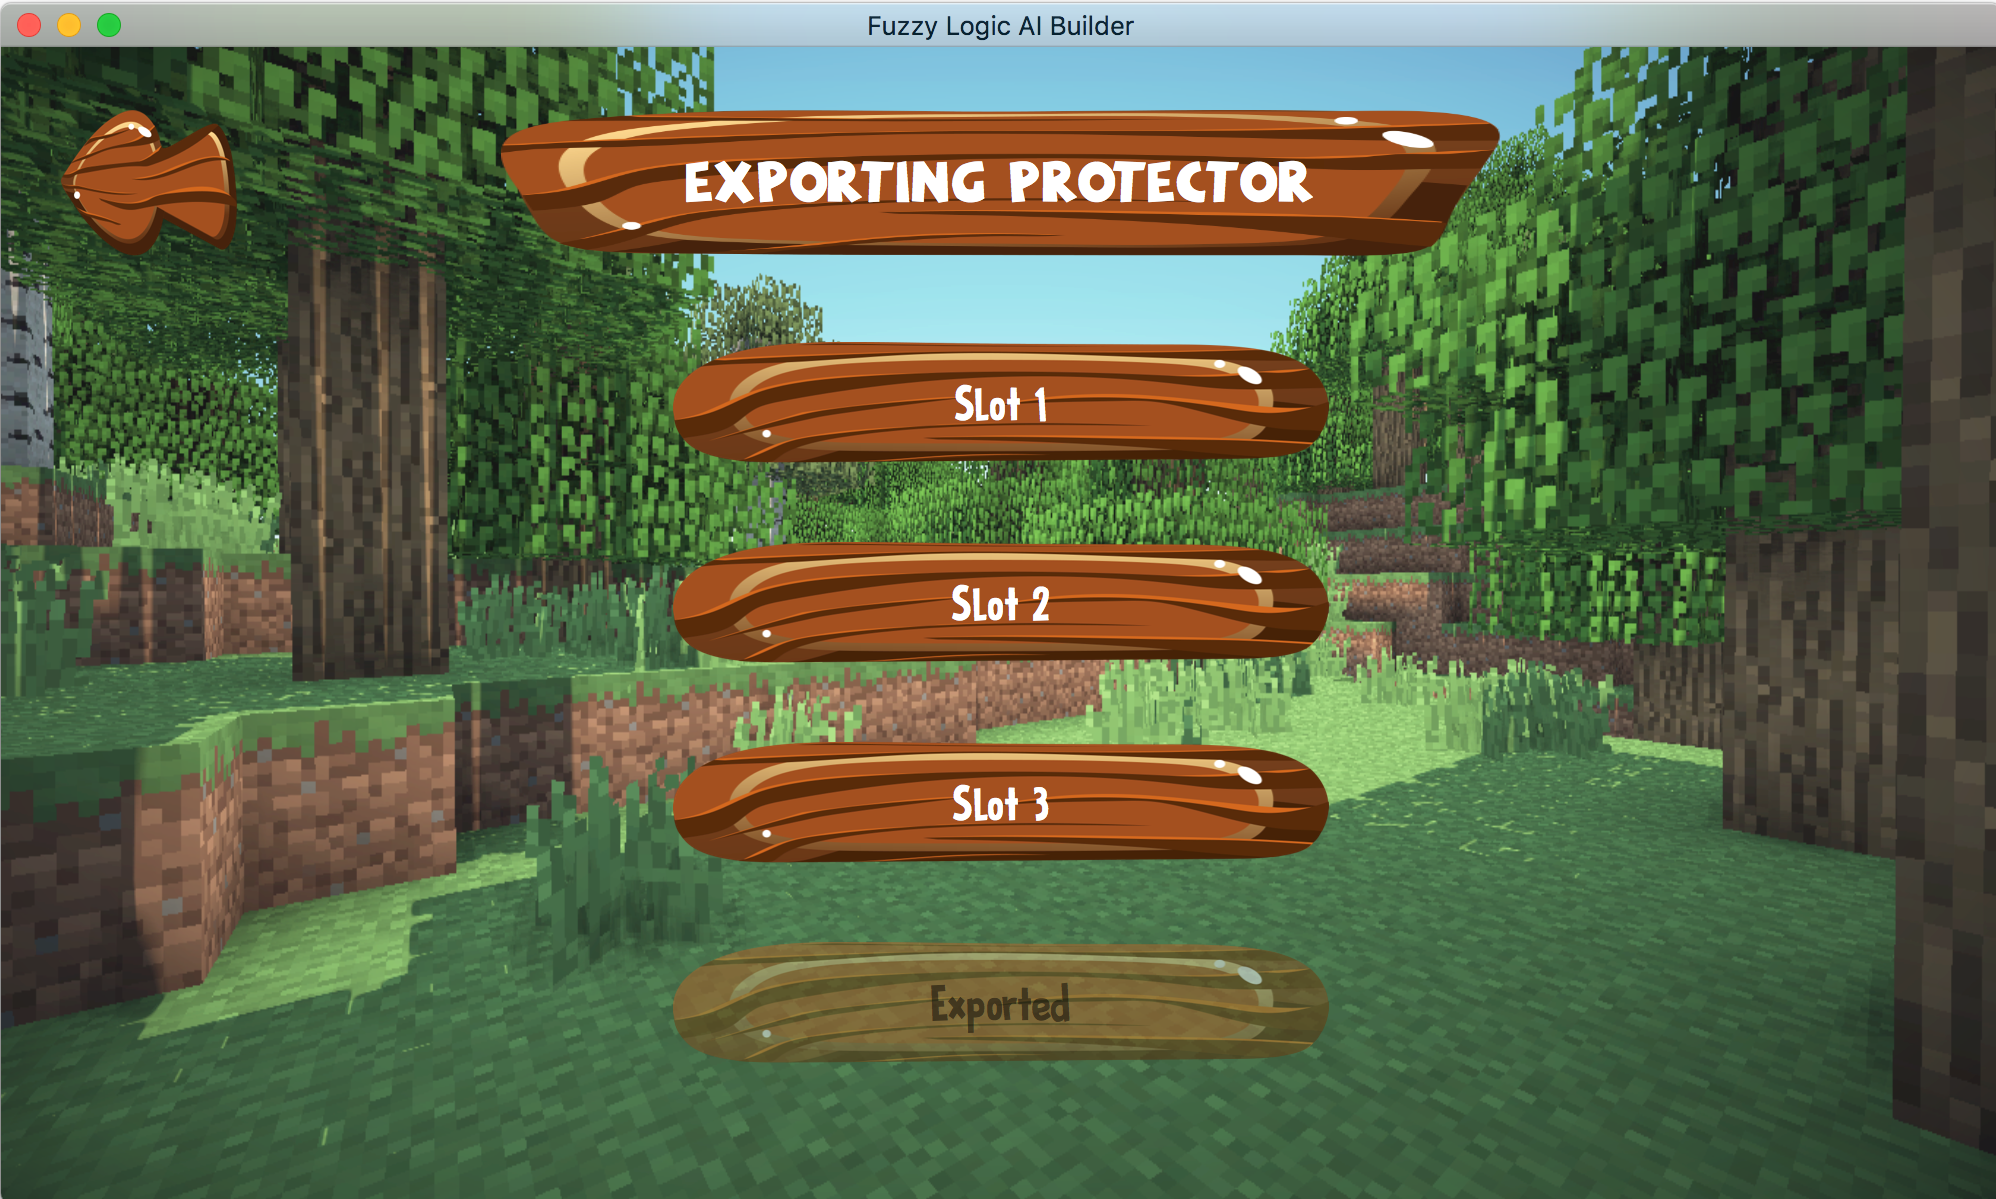 Fuzzy Logic AI Builder
EXPORTING PROTECTOR
Slot 1
Slot 2
Slot 3
Exported